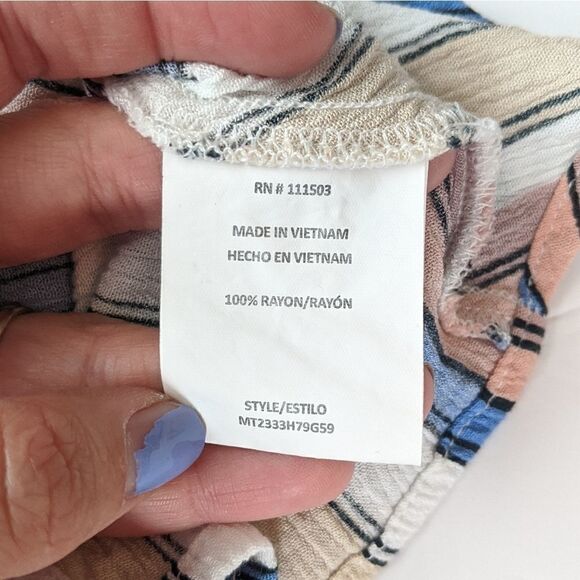 RN # 111503
MADE IN VIETNAM
HECHO EN VIETNAM
100% RAYON/RAYÓN
STYLE/ESTILO
MT2333H79G59